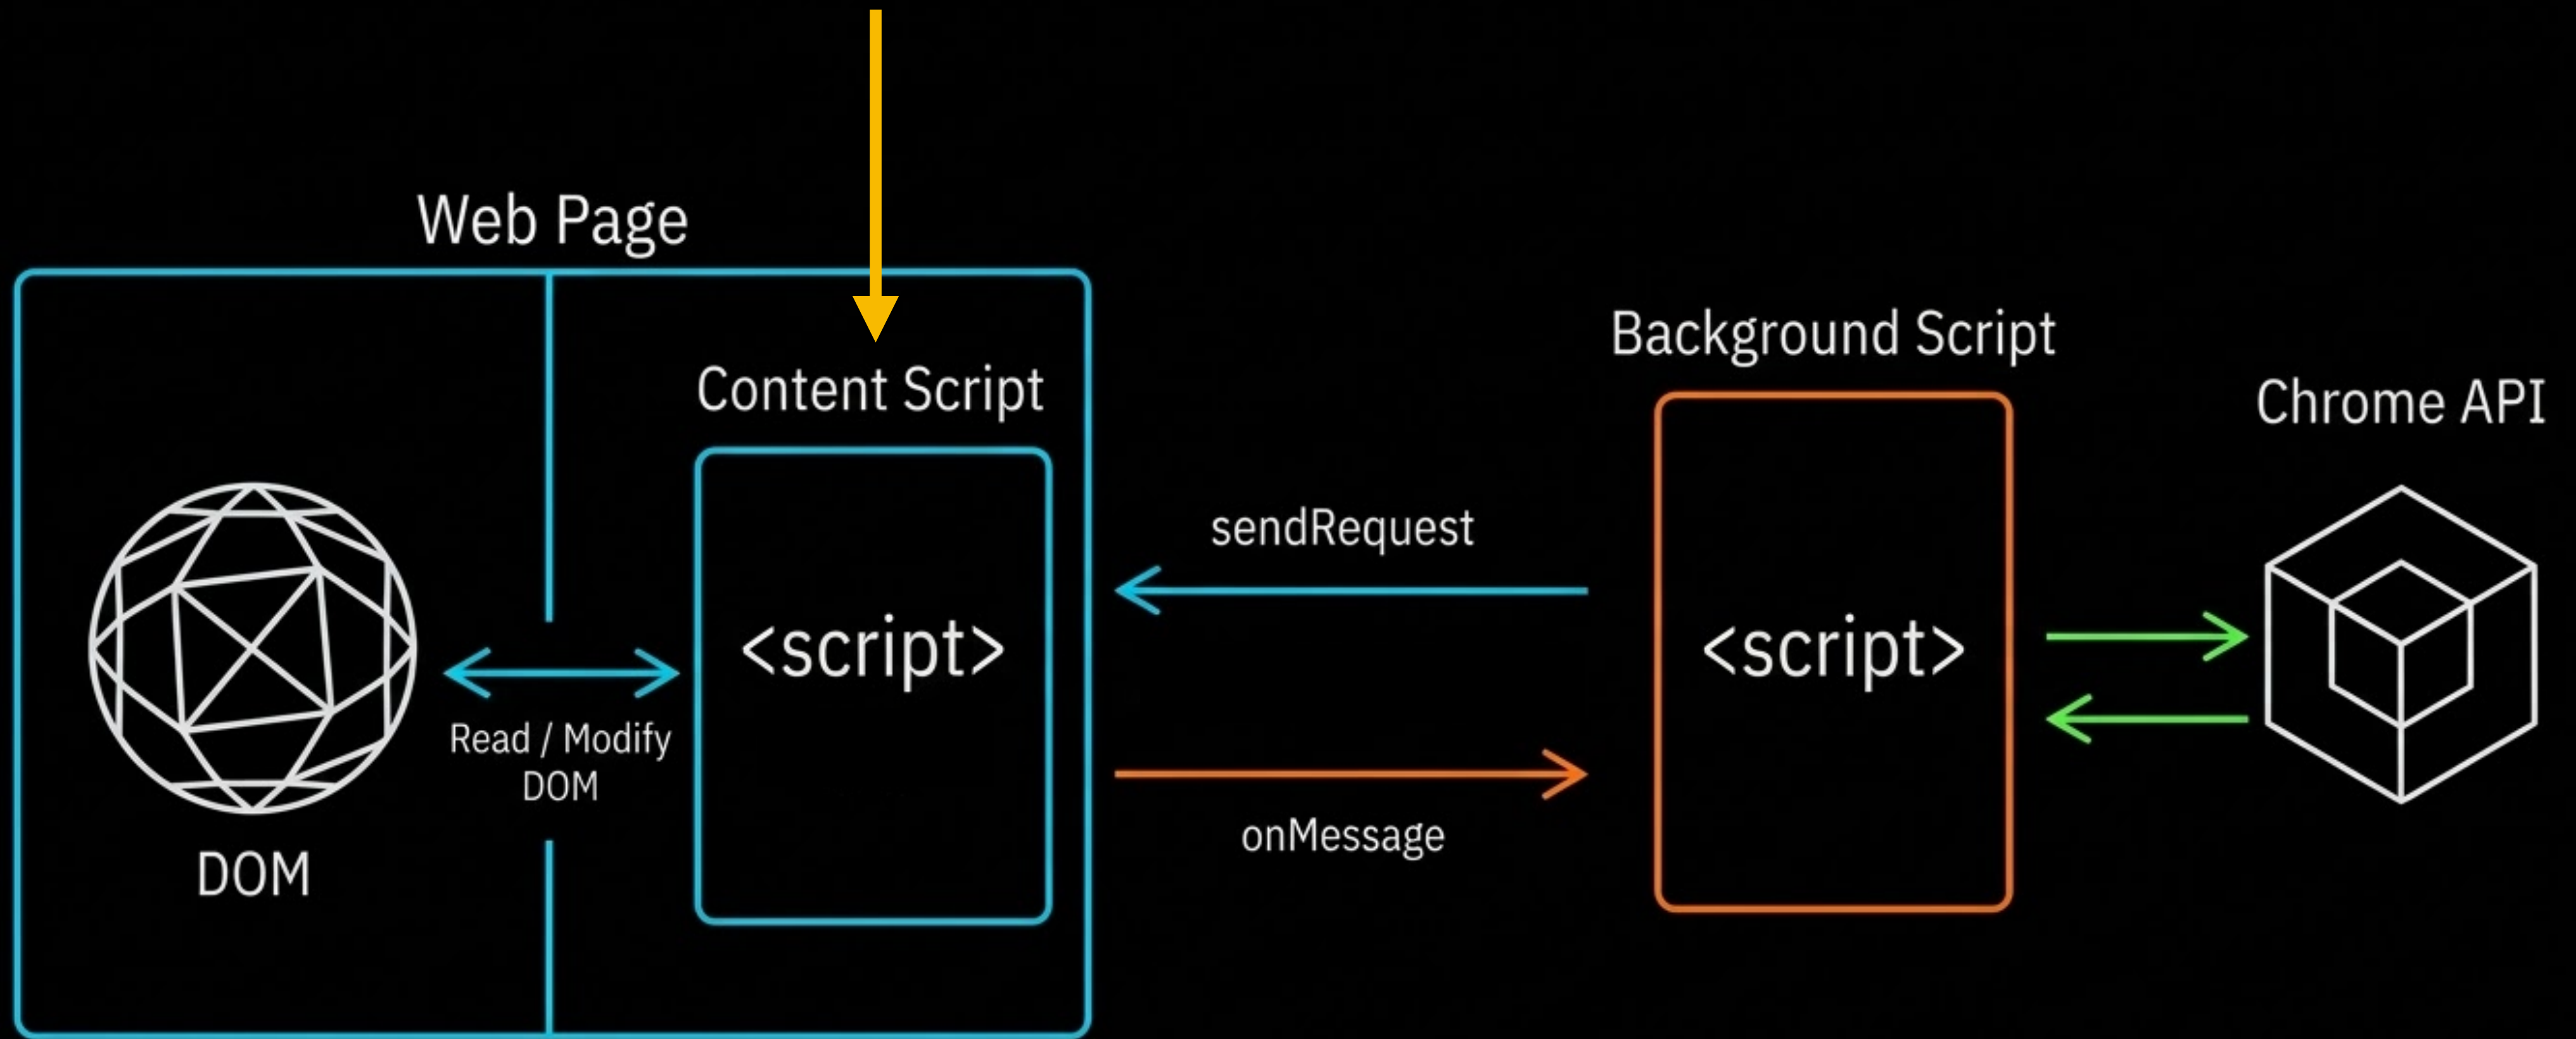 Web Page
Content Script
Background Script
Chrome API
sendRequest
<script>
<script>
Read / Modify
DOM
onMessage
DOM